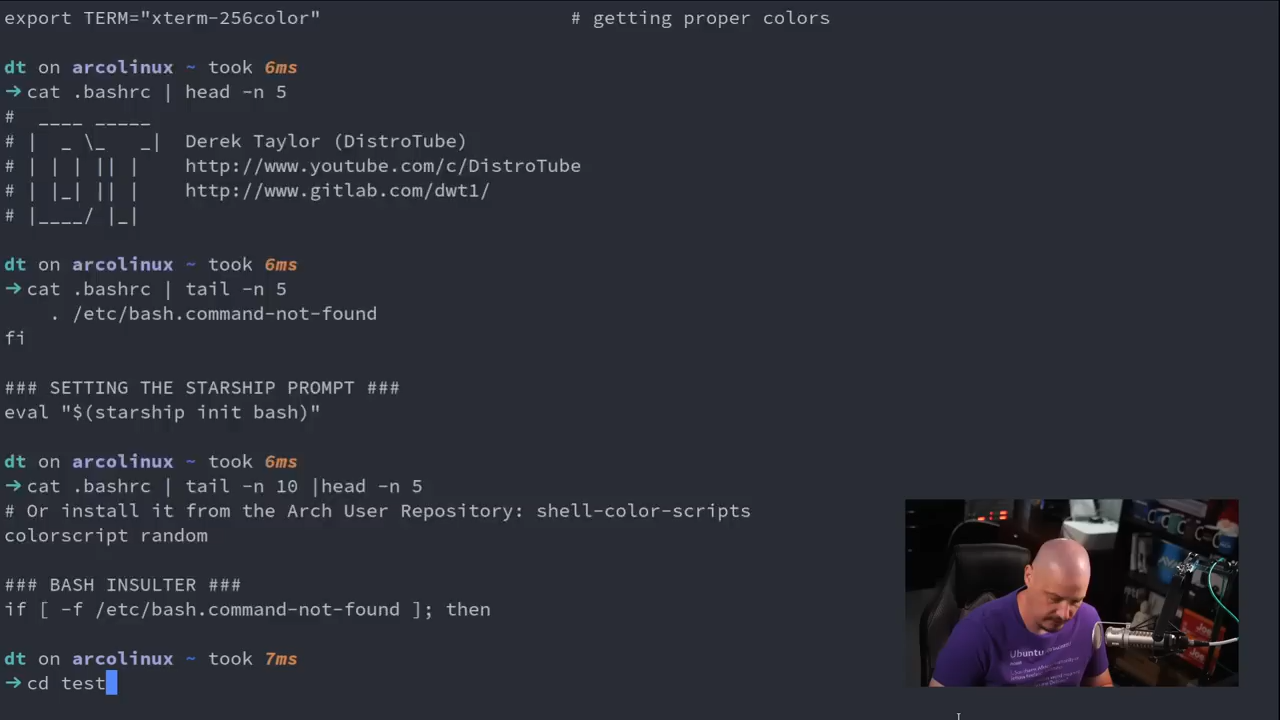 export TERM="xterm-256color"                      # getting proper colors
dt on arcolinux ~ took 6ms
➜ cat .bashrc | head -n 5
#  ____ _____
# |  _ \_   _|  Derek Taylor (DistroTube)
# | | | || |    http://www.youtube.com/c/DistroTube
# | |_| || |    http://www.gitlab.com/dwt1/
# |____/ |_|
dt on arcolinux ~ took 6ms
➜ cat .bashrc | tail -n 5
    . /etc/bash.command-not-found
fi
### SETTING THE STARSHIP PROMPT ###
eval "$(starship init bash)"
dt on arcolinux ~ took 6ms
➜ cat .bashrc | tail -n 10 |head -n 5
# Or install it from the Arch User Repository: shell-color-scripts
colorscript random
### BASH INSULTER ###
if [ -f /etc/bash.command-not-found ]; then
dt on arcolinux ~ took 7ms
➜ cd test
Ubuntu